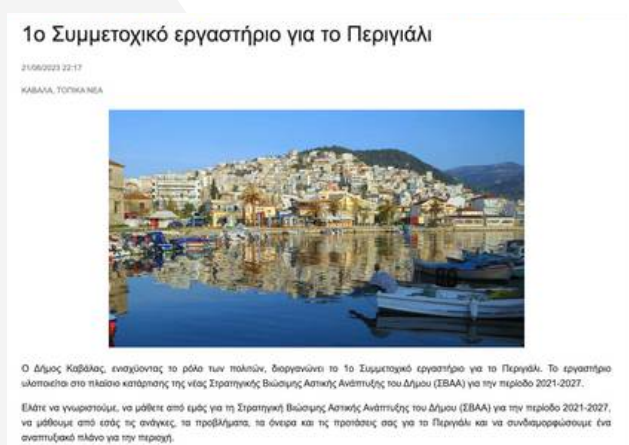 1ο Συμμετοχικό εργαστήριο για το Περιγιάλι
21/06/2023 22:17
ΚΑΒΑΛΑ, ΤΟΠΙΚΑ ΝΕΑ
Ο Δήμος Καβάλας, ενισχύοντας το ρόλο των πολιτών, διοργανώνει το 1ο Συμμετοχικό εργαστήριο για το Περιγιάλι. Το εργαστήριο
υλοποιείται στο πλαίσιο κατάρτισης της νέας Στρατηγικής Βιώσιμης Αστικής Ανάπτυξης του Δήμου (ΣΒΑΑ) για την περίοδο 2021-2027.
Ελάτε να γνωριστούμε, να μάθετε από εμάς για τη Στρατηγική Βιώσιμης Αστικής Ανάπτυξης του Δήμου (ΣΒΑΑ) για την περίοδο 2021-2027,
να μάθουμε από εσάς τις ανάγκες, τα προβλήματα, τα όνειρα και τις προτάσεις σας για το Περιγιάλι και να συνδιαμορφώσουμε ένα
αναπτυξιακό πλάνο για την περιοχή.